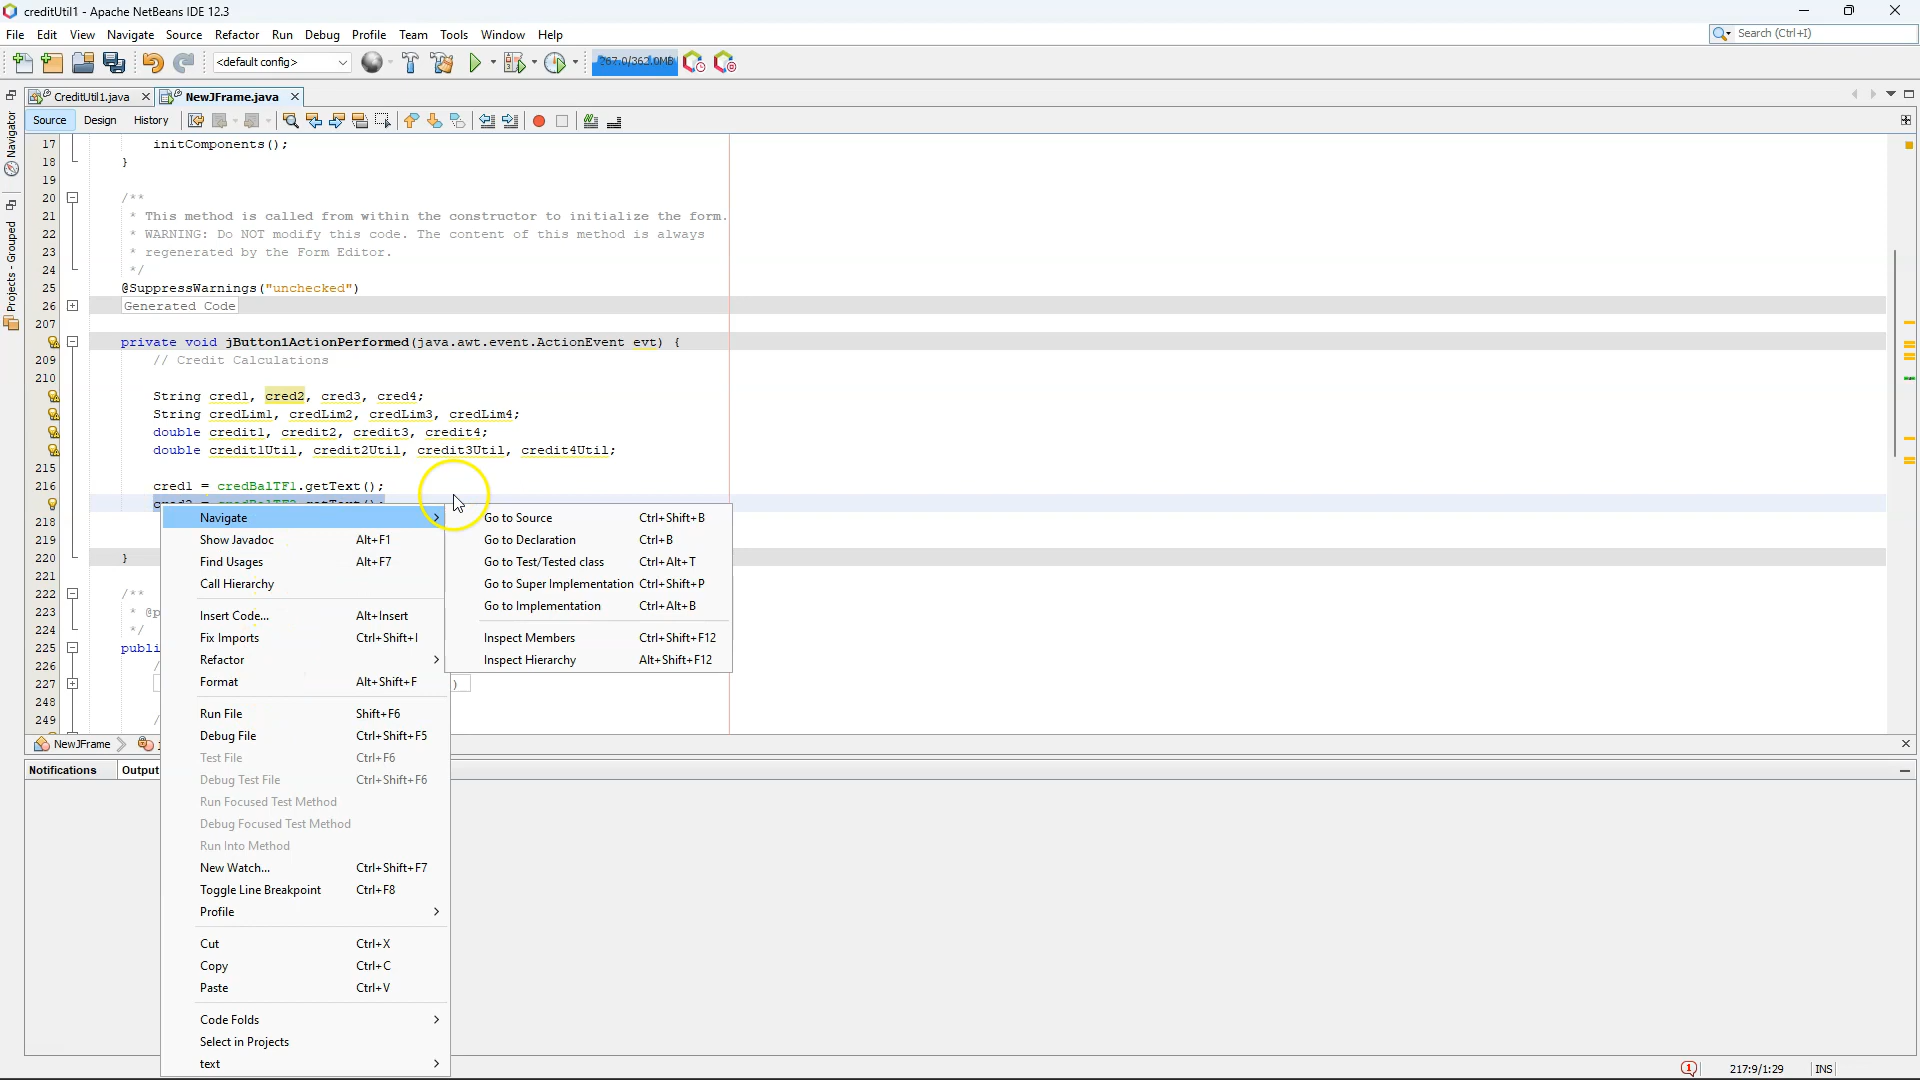 creditUtil1 - Apache NetBeans IDE 12.3
File Edit View Navigate Source Refactor Run Debug Profile Team Tools Window Help
Search (Ctrl+I)
<default config>
267.0/362.0MB
CreditUtil1.java
NewJFrame.java
Source Design History
Navigator
Projects - Grouped
17 initComponents();
18 }
19
20 /**
21 * This method is called from within the constructor to initialize the form.
22 * WARNING: Do NOT modify this code. The content of this method is always
23 * regenerated by the Form Editor.
24 */
25 @SuppressWarnings("unchecked")
26 Generated Code
207
private void jButton1ActionPerformed(java.awt.event.ActionEvent evt) {
209 // Credit Calculations
210
String cred1, cred2, cred3, cred4;
String credLim1, credLim2, credLim3, credLim4;
double credit1, credit2, credit3, credit4;
double credit1Util, credit2Util, credit3Util, credit4Util;
215
216 cred1 = credBalTF1.getText();
cred2 = credBalTF2.getText();
218
219
220 }
221
222 /**
223 * @p
224 */
225 publi
226 /
227 )
248
249 /
Navigate
Show Javadoc Alt+F1
Find Usages Alt+F7
Call Hierarchy
Insert Code... Alt+Insert
Fix Imports Ctrl+Shift+I
Refactor
Format Alt+Shift+F
Run File Shift+F6
Debug File Ctrl+Shift+F5
Test File Ctrl+F6
Debug Test File Ctrl+Shift+F6
Run Focused Test Method
Debug Focused Test Method
Run Into Method
New Watch... Ctrl+Shift+F7
Toggle Line Breakpoint Ctrl+F8
Profile
Cut Ctrl+X
Copy Ctrl+C
Paste Ctrl+V
Code Folds
Select in Projects
text
Go to Source Ctrl+Shift+B
Go to Declaration Ctrl+B
Go to Test/Tested class Ctrl+Alt+T
Go to Super Implementation Ctrl+Shift+P
Go to Implementation Ctrl+Alt+B
Inspect Members Ctrl+Shift+F12
Inspect Hierarchy Alt+Shift+F12
NewJFrame
Notifications Output
1 217:9/1:29 INS